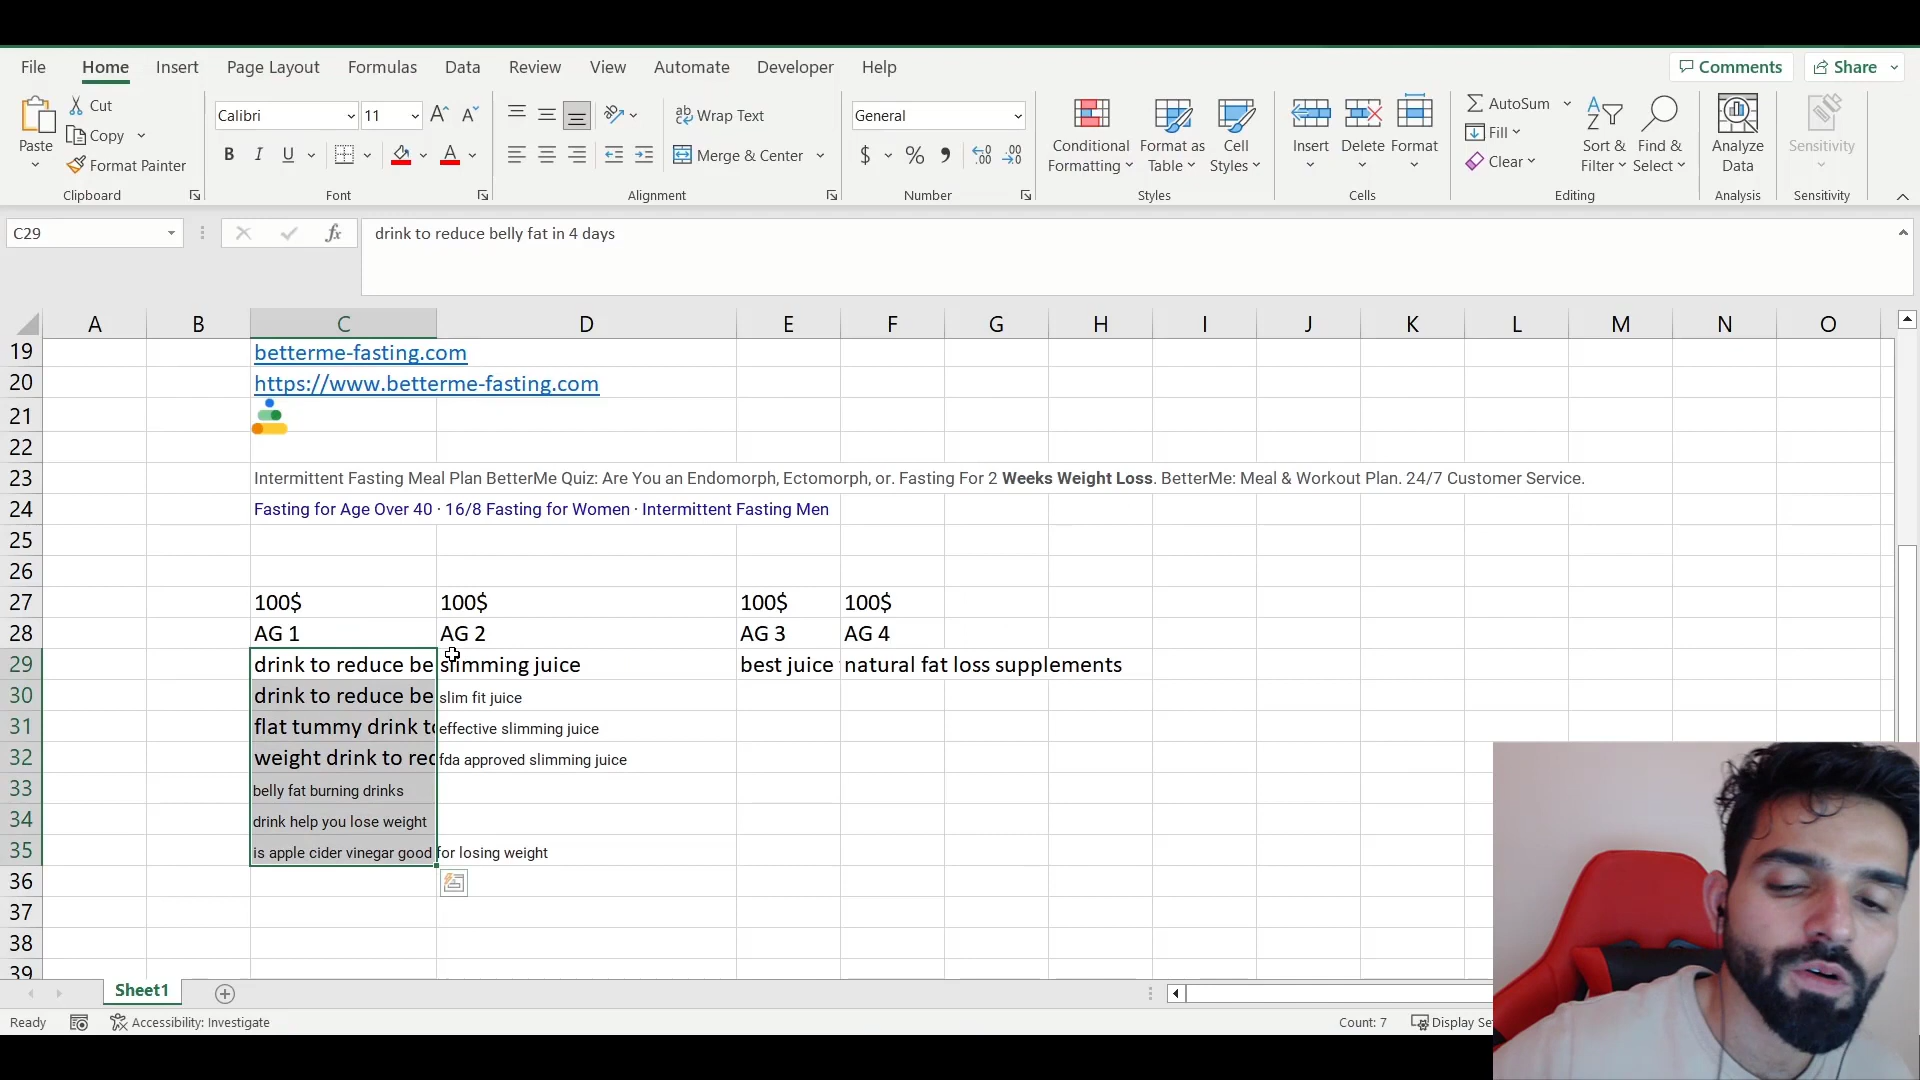 File Home Insert Page Layout Formulas Data Review View Automate Developer Help Comments Share
Paste Cut Copy Format Painter Clipboard
Calibri 11 B I U A Font
Wrap Text Merge & Center Alignment
General $ % Number
Conditional Formatting Format as Table Cell Styles Styles
Insert Delete Format Cells
AutoSum Fill Clear Sort & Filter Find & Select Editing
Analyze Data Analysis
Sensitivity Sensitivity
C29 fx drink to reduce belly fat in 4 days
A B C D E F G H I J K L M N O
19 betterme-fasting.com
20 https://www.betterme-fasting.com
21
22
23 Intermittent Fasting Meal Plan BetterMe Quiz: Are You an Endomorph, Ectomorph, or. Fasting For 2 Weeks Weight Loss. BetterMe: Meal & Workout Plan. 24/7 Customer Service.
24 Fasting for Age Over 40 · 16/8 Fasting for Women · Intermittent Fasting Men
25
26
27 100$ 100$ 100$ 100$
28 AG 1 AG 2 AG 3 AG 4
29 drink to reduce be slimming juice best juice natural fat loss supplements
30 drink to reduce be slim fit juice
31 flat tummy drink to effective slimming juice
32 weight drink to red fda approved slimming juice
33 belly fat burning drinks
34 drink help you lose weight
35 is apple cider vinegar good for losing weight
36
37
38
39
Sheet1
Ready Accessibility: Investigate Count: 7 Display Se